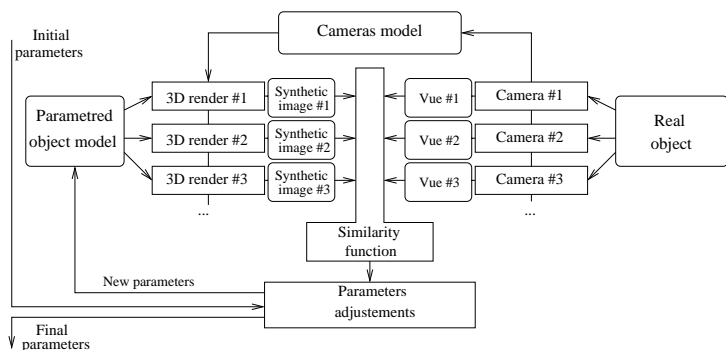 Initial
parameters
Cameras model
Parametred
object model
3D render #1
Synthetic
image #1
Vue #1
Camera #1
3D render #2
Synthetic
image #2
Vue #2
Camera #2
Real
object
3D render #3
Synthetic
image #3
Vue #3
Camera #3
...
...
Similarity
function
New parameters
Parameters
adjustements
Final
parameters